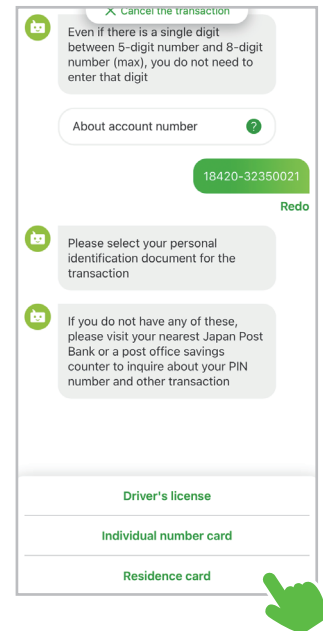 × Cancel the transaction
Even if there is a single digit
between 5-digit number and 8-digit
number (max), you do not need to
enter that digit
About account number ?
18420-32350021
Redo
Please select your personal
identification document for the
transaction
If you do not have any of these,
please visit your nearest Japan Post
Bank or a post office savings
counter to inquire about your PIN
number and other transaction
Driver's license
Individual number card
Residence card